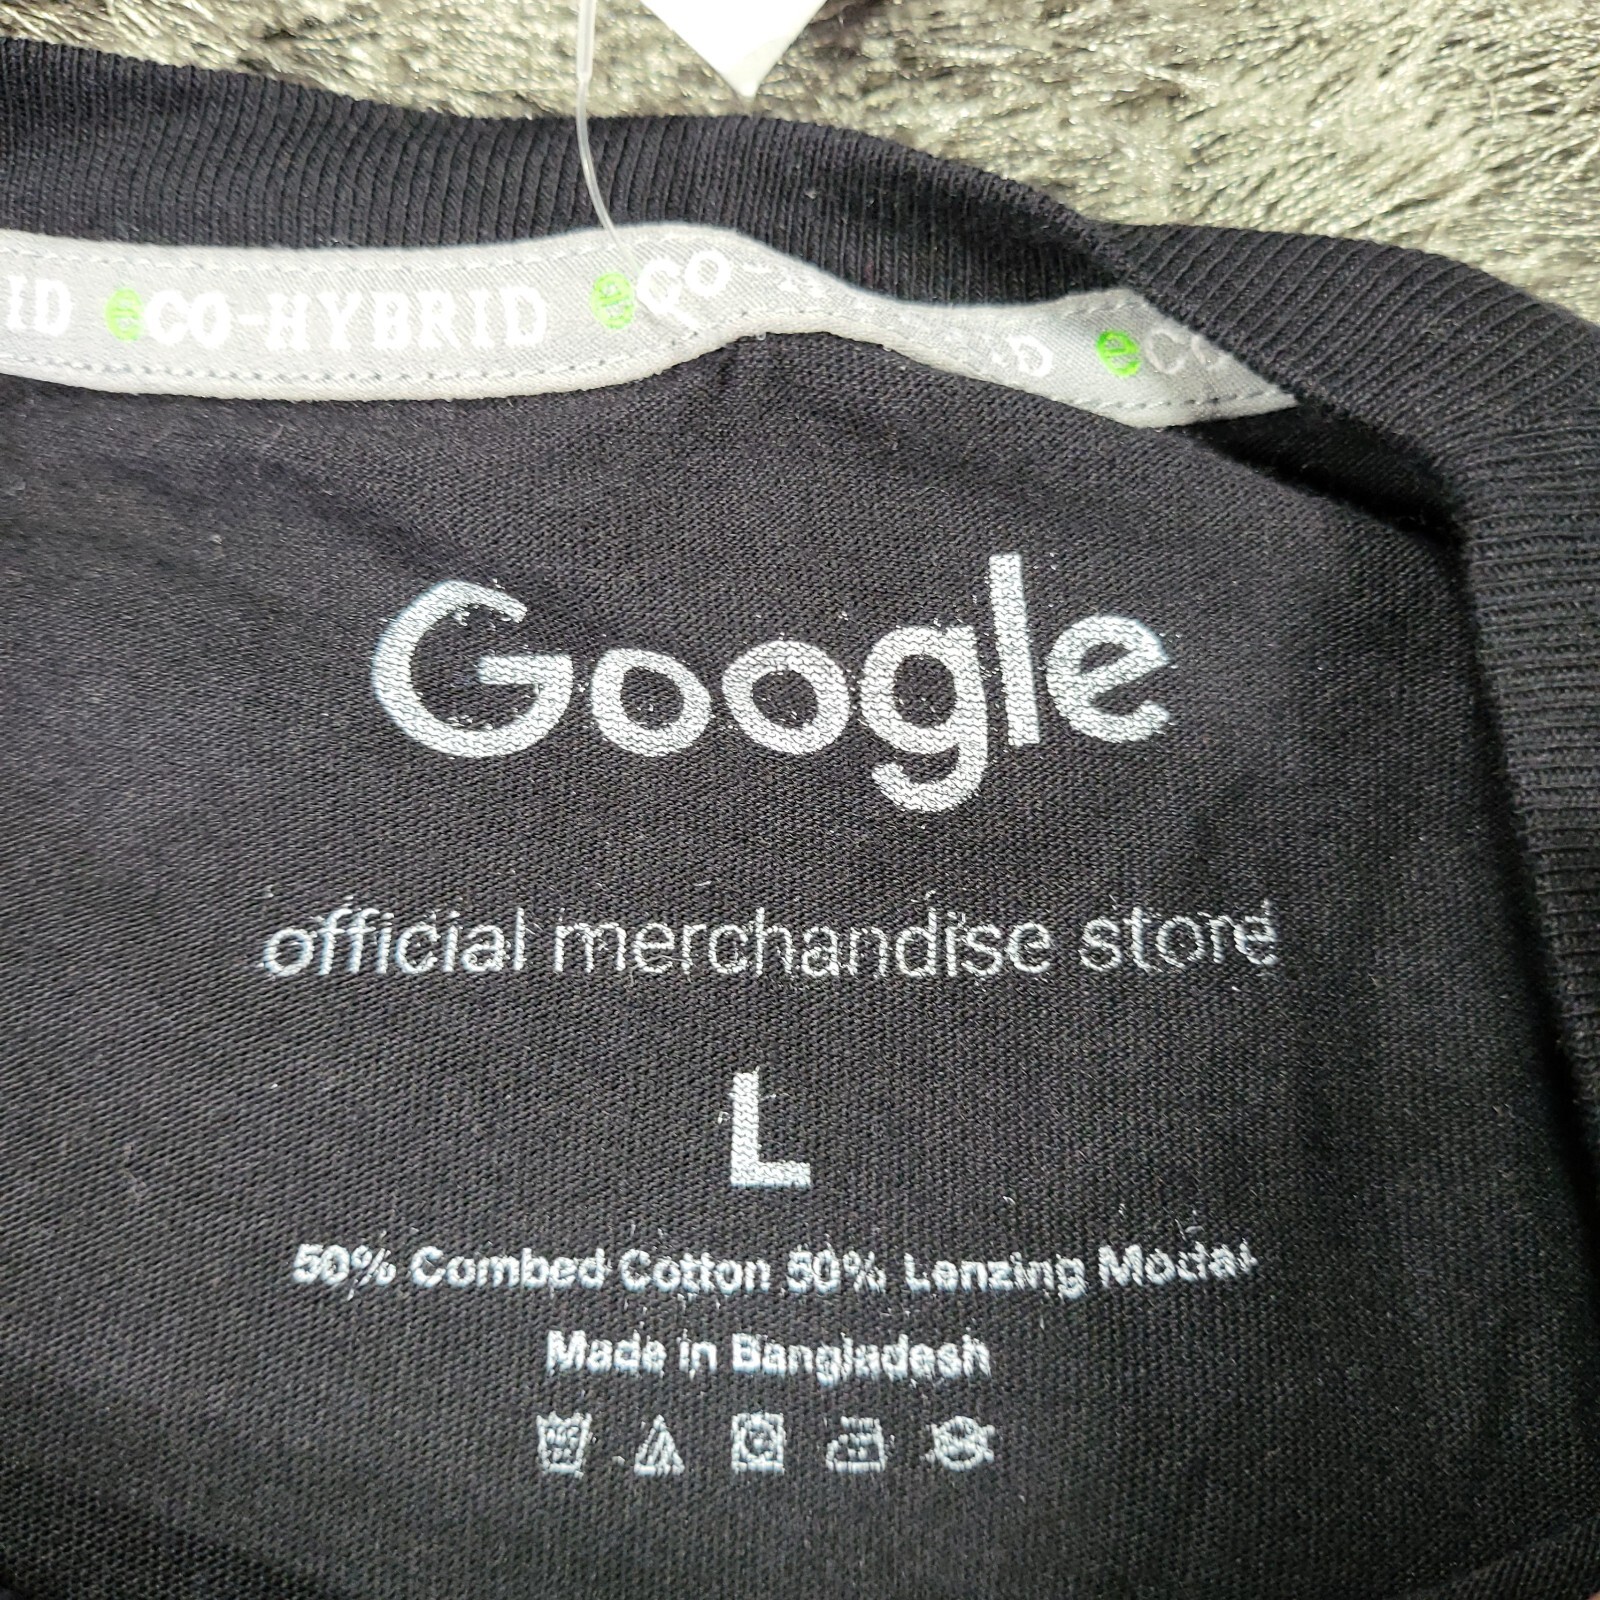 ID eCO-HYBRID eCO- D eCO
Google
official merchandise store
L
50% Combed Cotton 50% Lenzing Modal
Made in Bangladesh